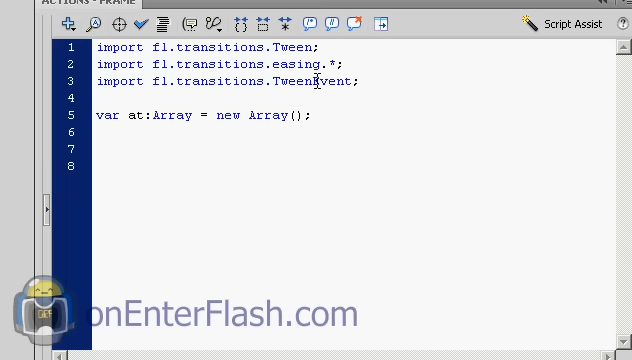 ACTIONS - FRAME
Script Assist
1 import fl.transitions.Tween;
2 import fl.transitions.easing.*;
3 import fl.transitions.TweenEvent;
4
5 var at:Array = new Array();
6
7
8
OEF
onEnterFlash.com